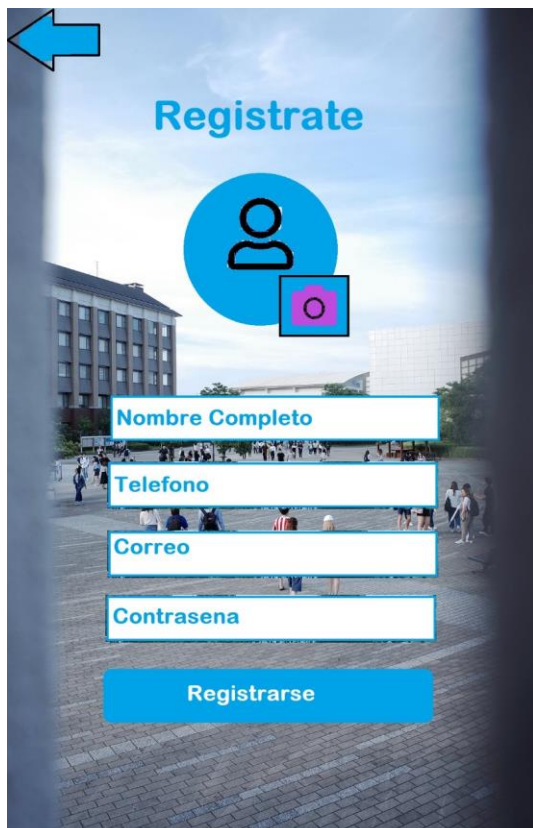 Registrate
Nombre Completo
Telefono
Correo
Contrasena
Registrarse